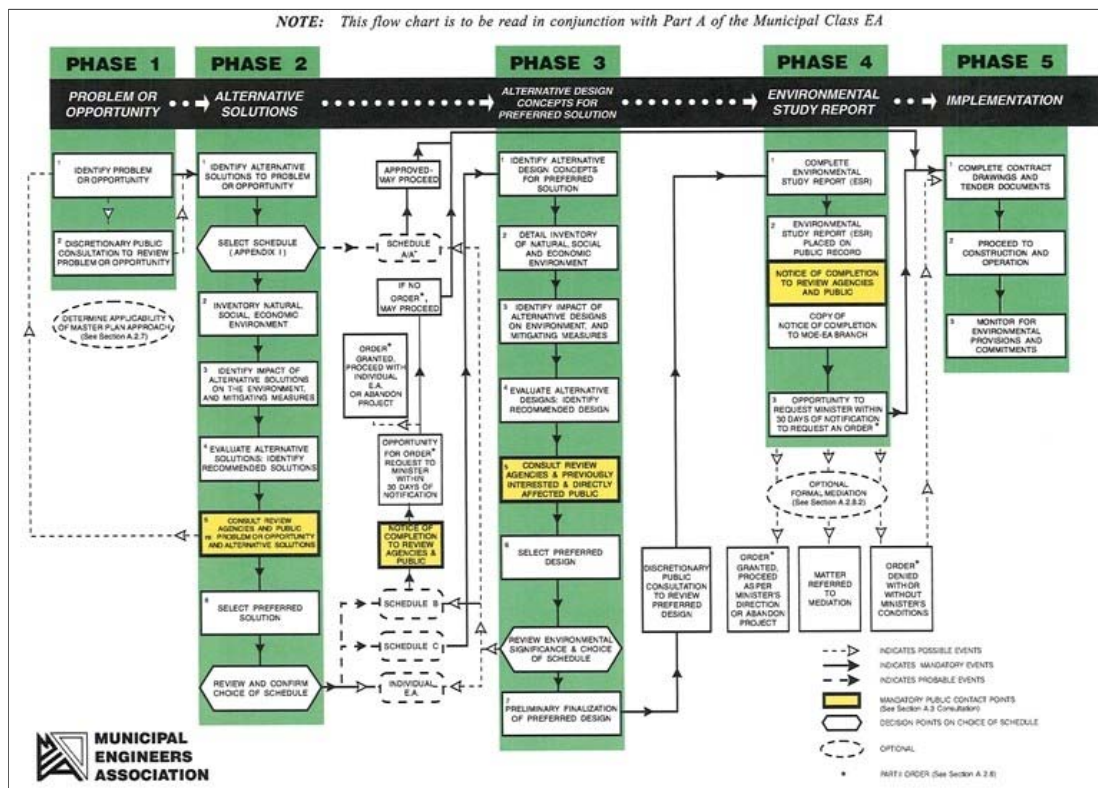 NOTE: This flow chart is to be read in conjunction with Part A of the Municipal Class EA
PHASE 1
PROBLEM OR
OPPORTUNITY
1
IDENTIFY PROBLEM
OR OPPORTUNITY
2
DISCRETIONARY PUBLIC
CONSULTATION TO REVIEW
PROBLEM OR OPPORTUNITY
DETERMINE APPLICABILITY
OF MASTER PLAN APPROACH
(See Section A.2.7)
PHASE 2
ALTERNATIVE
SOLUTIONS
1
IDENTIFY ALTERNATIVE
SOLUTIONS TO PROBLEM
OR OPPORTUNITY
SELECT SCHEDULE
(APPENDIX I)
2
INVENTORY NATURAL,
SOCIAL, ECONOMIC
ENVIRONMENT
3
IDENTIFY IMPACT OF
ALTERNATIVE SOLUTIONS
ON THE ENVIRONMENT,
AND MITIGATING MEASURES
4
EVALUATE ALTERNATIVE
SOLUTIONS: IDENTIFY
RECOMMENDED SOLUTIONS
5
CONSULT REVIEW
AGENCIES AND PUBLIC
re: PROBLEM OR OPPORTUNITY
AND ALTERNATIVE SOLUTIONS
6
SELECT PREFERRED
SOLUTION
REVIEW AND CONFIRM
CHOICE OF SCHEDULE
APPROVED-
MAY PROCEED
SCHEDULE
A/A+
IF NO
ORDER*,
MAY PROCEED
ORDER*
GRANTED,
PROCEED WITH
INDIVIDUAL
E.A.
OR ABANDON
PROJECT
OPPORTUNITY
FOR ORDER*
REQUEST TO
MINISTER
WITHIN
30 DAYS OF
NOTIFICATION
NOTICE OF
COMPLETION
TO REVIEW
AGENCIES &
PUBLIC
SCHEDULE B
SCHEDULE C
INDIVIDUAL
E.A.
PHASE 3
ALTERNATIVE DESIGN
CONCEPTS FOR
PREFERRED SOLUTION
1
IDENTIFY ALTERNATIVE
DESIGN CONCEPTS
FOR PREFERRED
SOLUTION
2
DETAIL INVENTORY
OF NATURAL, SOCIAL
AND ECONOMIC
ENVIRONMENT
3
IDENTIFY IMPACT OF
ALTERNATIVE DESIGNS
ON ENVIRONMENT, AND
MITIGATING MEASURES
4
EVALUATE ALTERNATIVE
DESIGNS: IDENTIFY
RECOMMENDED DESIGN
5
CONSULT REVIEW
AGENCIES & PREVIOUSLY
INTERESTED & DIRECTLY
AFFECTED PUBLIC
6
SELECT PREFERRED
DESIGN
REVIEW ENVIRONMENTAL
SIGNIFICANCE &
CHOICE OF SCHEDULE
7
PRELIMINARY FINALIZATION
OF PREFERRED DESIGN
DISCRETIONARY
PUBLIC
CONSULTATION
TO REVIEW
PREFERRED
DESIGN
PHASE 4
ENVIRONMENTAL
STUDY REPORT
1
COMPLETE
ENVIRONMENTAL
STUDY REPORT (ESR)
2
ENVIRONMENTAL
STUDY REPORT (ESR)
PLACED ON
PUBLIC RECORD
NOTICE OF COMPLETION
TO REVIEW AGENCIES
AND PUBLIC
COPY OF
NOTICE OF COMPLETION
TO MOE-EA BRANCH
3
OPPORTUNITY TO
REQUEST MINISTER WITHIN
30 DAYS OF NOTIFICATION
TO REQUEST AN ORDER*
OPTIONAL
FORMAL MEDIATION
(See Section A.2.8.2)
ORDER*
GRANTED,
PROCEED
AS PER
MINISTER'S
DIRECTION
OR ABANDON
PROJECT
MATTER
REFERRED
TO
MEDIATION
ORDER*
DENIED WITH
OR WITHOUT
MINISTER'S
CONDITIONS
PHASE 5
IMPLEMENTATION
1
COMPLETE CONTRACT
DRAWINGS AND
TENDER DOCUMENTS
2
PROCEED TO
CONSTRUCTION AND
OPERATION
3
MONITOR FOR
ENVIRONMENTAL
PROVISIONS AND
COMMITMENTS
INDICATES POSSIBLE EVENTS
INDICATES MANDATORY EVENTS
INDICATES PROBABLE EVENTS
MANDATORY PUBLIC CONTACT POINTS
(See Section A.3 Consultation)
DECISION POINTS ON CHOICE OF SCHEDULE
OPTIONAL
* PART II ORDER (See Section A.2.8)
MUNICIPAL
ENGINEERS
ASSOCIATION